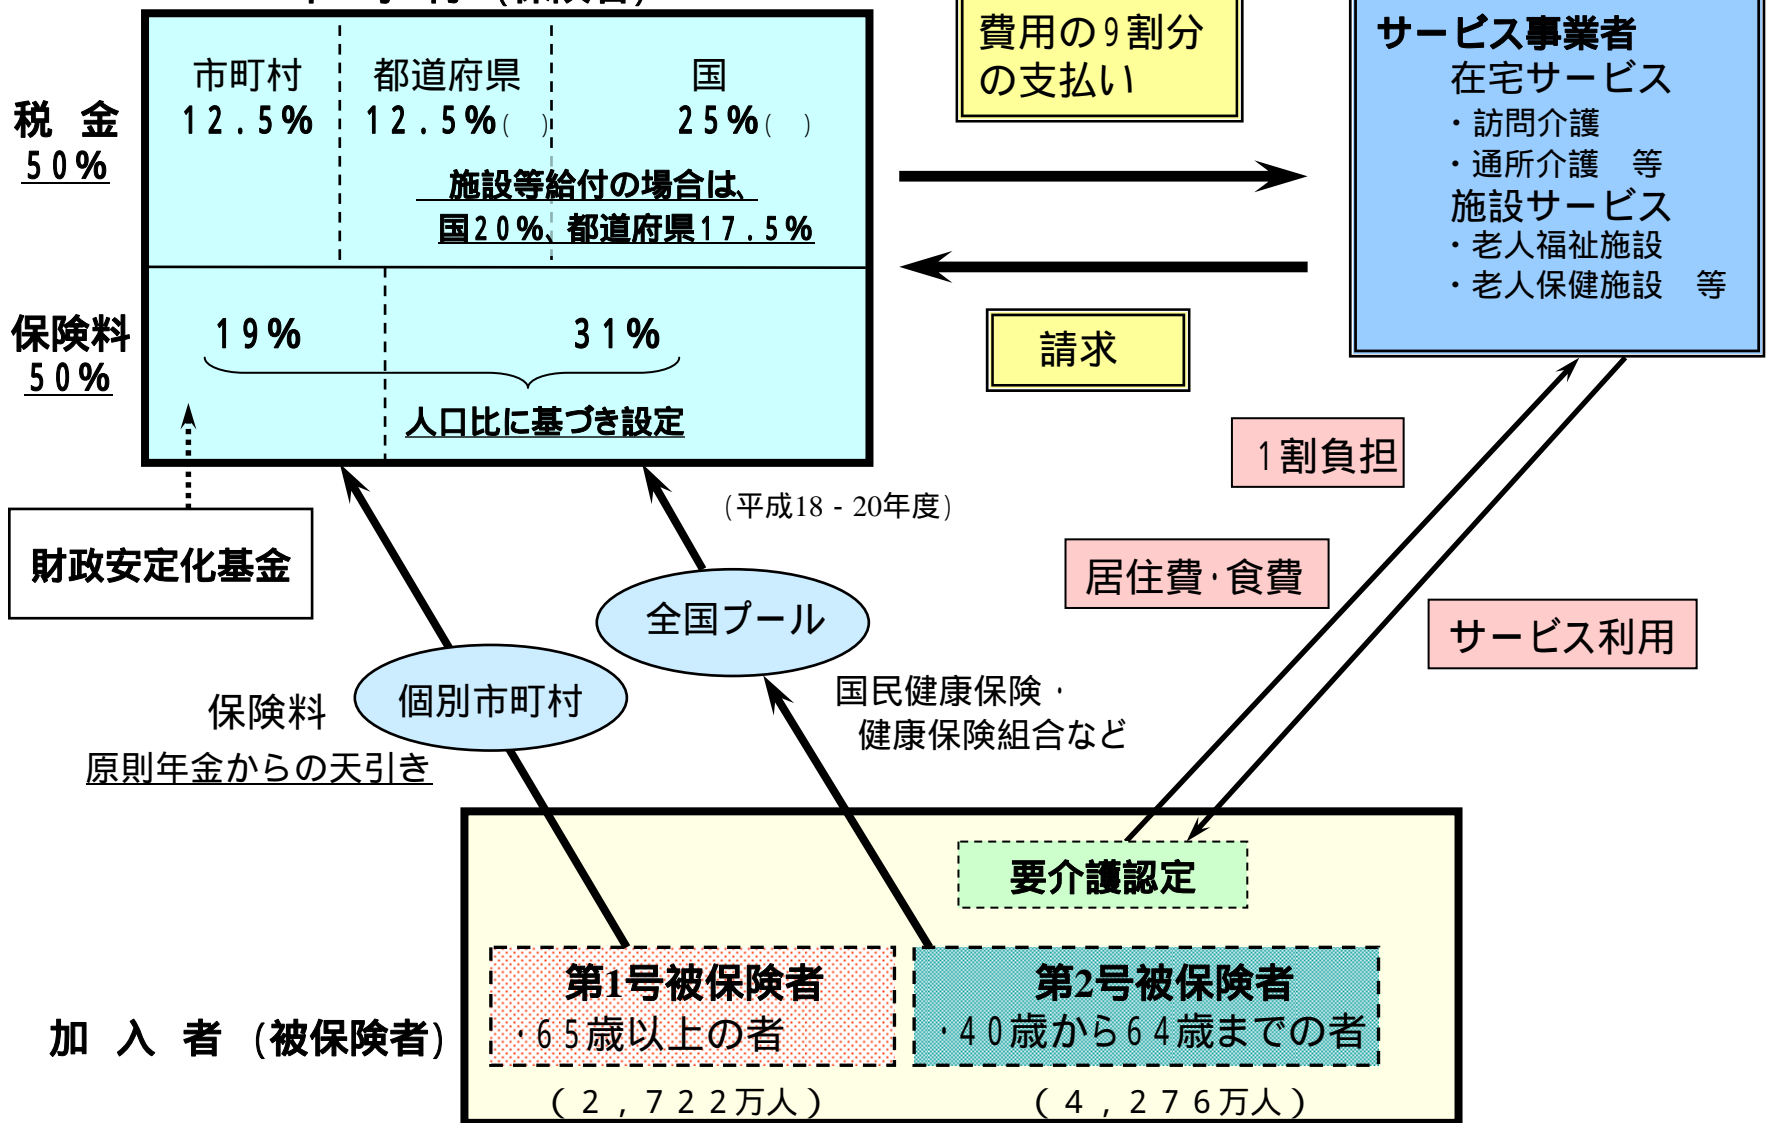 費用の9割分
の支払い
サービス事業者
在宅サービス
・訪問介護
・通所介護 等
施設サービス
・老人福祉施設
・老人保健施設 等
市町村
12.5%
都道府県
12.5%( )
国
25%( )
税 金
50%
施設等給付の場合は、
国20%、都道府県17.5%
保険料
50%
19%
31%
人口比に基づき設定
請求
1割負担
(平成18-20年度)
財政安定化基金
居住費・食費
全国プール
サービス利用
個別市町村
保険料
原則年金からの天引き
国民健康保険・
健康保険組合など
要介護認定
第1号被保険者
・65歳以上の者
第2号被保険者
・40歳から64歳までの者
加 入 者 (被保険者)
(2,722万人)
(4,276万人)